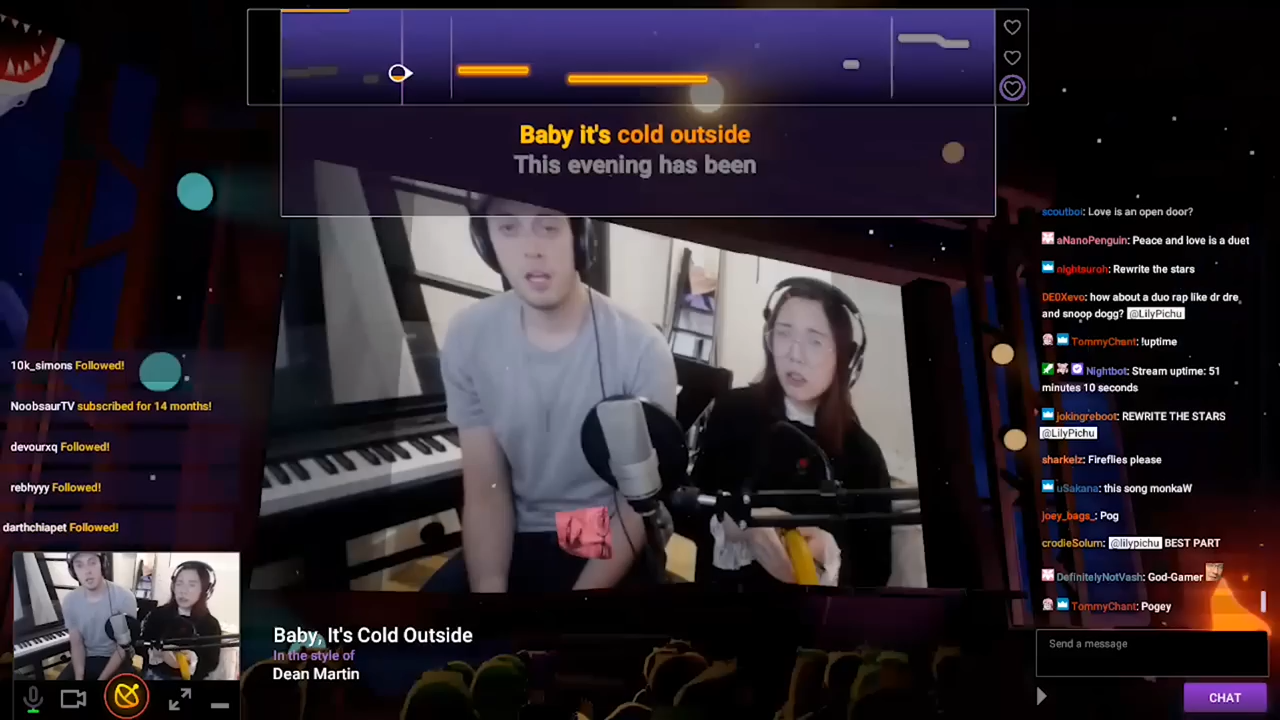 Baby it's cold outside
This evening has been
scoutboi: Love is an open door?
aNanoPenguin: Peace and love is a duet
nightsuroh: Rewrite the stars
DE0Xevo: how about a duo rap like dr dre
and snoop dogg? @LilyPichu
TommyChant: !uptime
Nightbot: Stream uptime: 51
minutes 10 seconds
jokingreboot: REWRITE THE STARS
@LilyPichu
sharkelz: Fireflies please
uSakana: this song monkaW
joey_bags_: Pog
crodieSolum: @lilypichu BEST PART
DefinitelyNotVash: God-Gamer
TommyChant: Pogey
Send a message
CHAT
10k_simons Followed!
NoobsaurTV subscribed for 14 months!
devourxq Followed!
rebhyyy Followed!
darthchiapet Followed!
Baby, It's Cold Outside
In the style of
Dean Martin